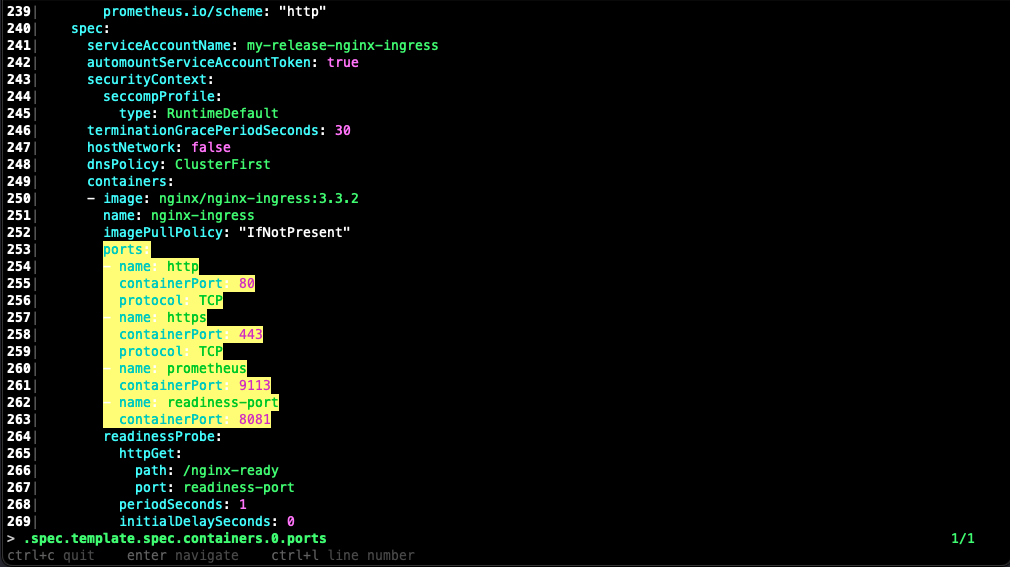 239|        prometheus.io/scheme: "http"
240|    spec:
241|      serviceAccountName: my-release-nginx-ingress
242|      automountServiceAccountToken: true
243|      securityContext:
244|        seccompProfile:
245|          type: RuntimeDefault
246|      terminationGracePeriodSeconds: 30
247|      hostNetwork: false
248|      dnsPolicy: ClusterFirst
249|      containers:
250|      - image: nginx/nginx-ingress:3.3.2
251|        name: nginx-ingress
252|        imagePullPolicy: "IfNotPresent"
253|        ports:
254|        - name: http
255|          containerPort: 80
256|          protocol: TCP
257|        - name: https
258|          containerPort: 443
259|          protocol: TCP
260|        - name: prometheus
261|          containerPort: 9113
262|        - name: readiness-port
263|          containerPort: 8081
264|        readinessProbe:
265|          httpGet:
266|            path: /nginx-ready
267|            port: readiness-port
268|          periodSeconds: 1
269|          initialDelaySeconds: 0
> .spec.template.spec.containers.0.ports 1/1
ctrl+c quit    enter navigate    ctrl+l line number